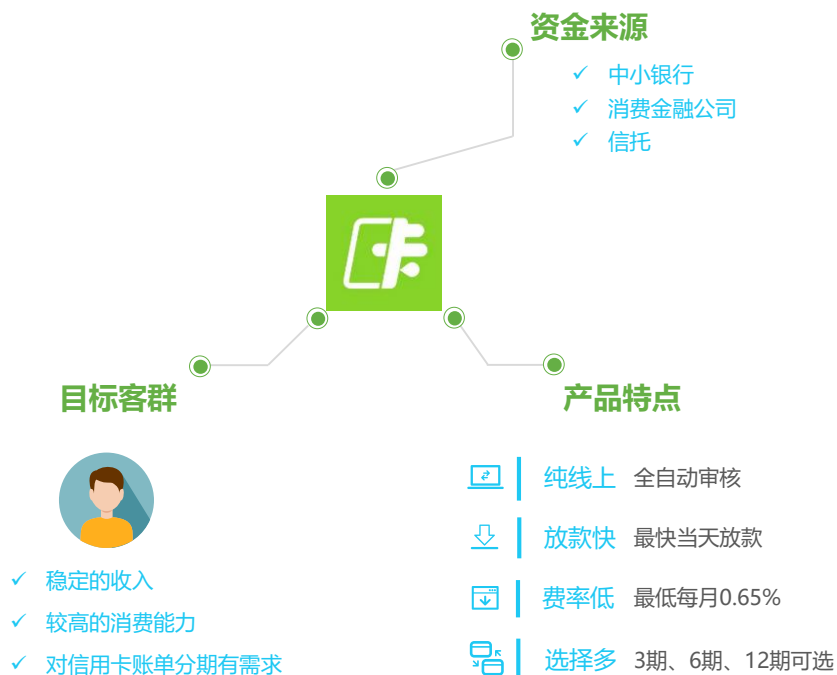 资金来源
中小银行
消费金融公司
信托
目标客群
稳定的收入
较高的消费能力
对信用卡账单分期有需求
产品特点
纯线上 全自动审核
放款快 最快当天放款
费率低 最低每月0.65%
选择多 3期、6期、12期可选